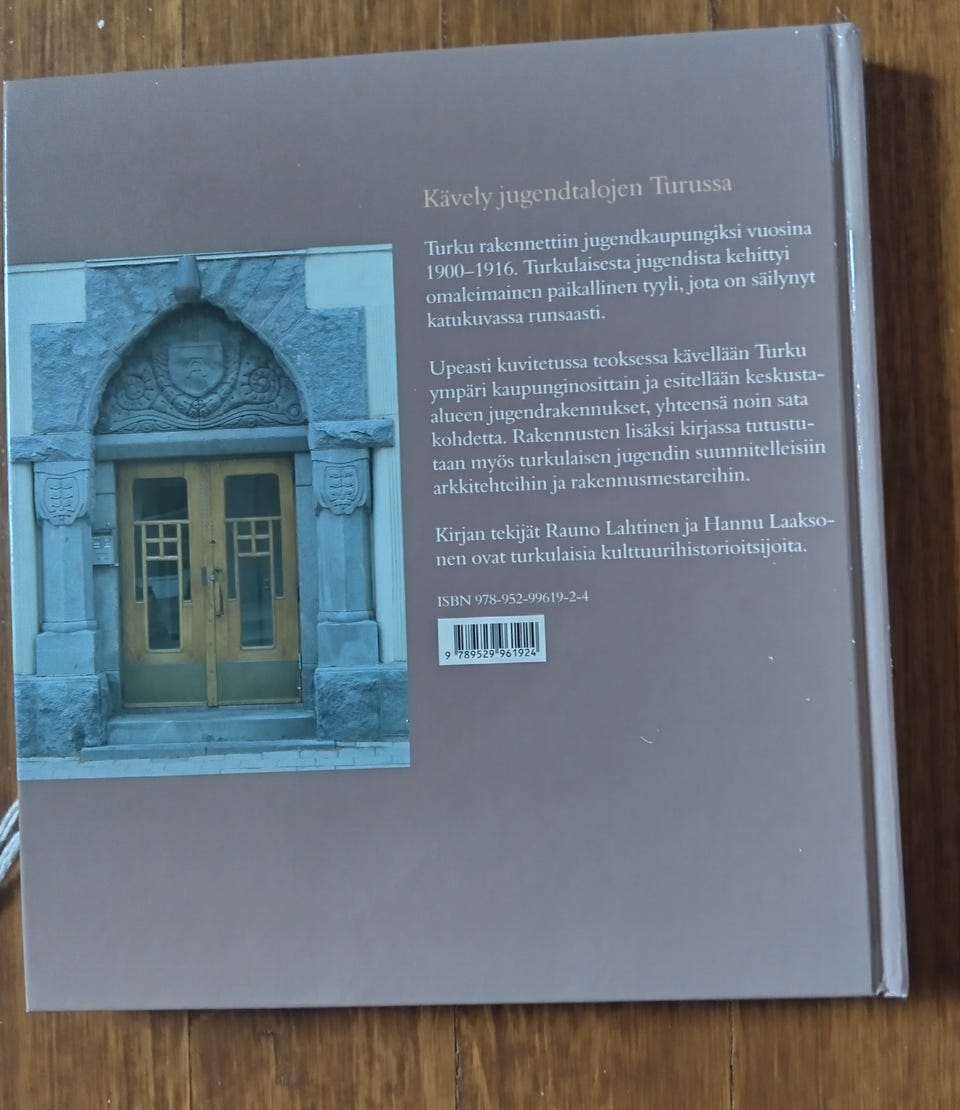 Kävely jugendtalojen Turussa
Turku rakennettiin jugendkaupungiksi vuosina
1900–1916. Turkulaisesta jugendista kehittyi
omaleimainen paikallinen tyyli, jota on säilynyt
katukuvassa runsaasti.
Upeasti kuvitetussa teoksessa kävellään Turku
ympäri kaupunginosittain ja esitellään keskusta-
alueen jugendrakennukset, yhteensä noin sata
kohdetta. Rakennusten lisäksi kirjassa tutustu-
taan myös turkulaisen jugendin suunnitelleisiin
arkkitehteihin ja rakennusmestareihin.
Kirjan tekijät Rauno Lahtinen ja Hannu Laakso-
nen ovat turkulaisia kulttuurihistorioitsijoita.
ISBN 978-952-99619-2-4
9 789529 961924